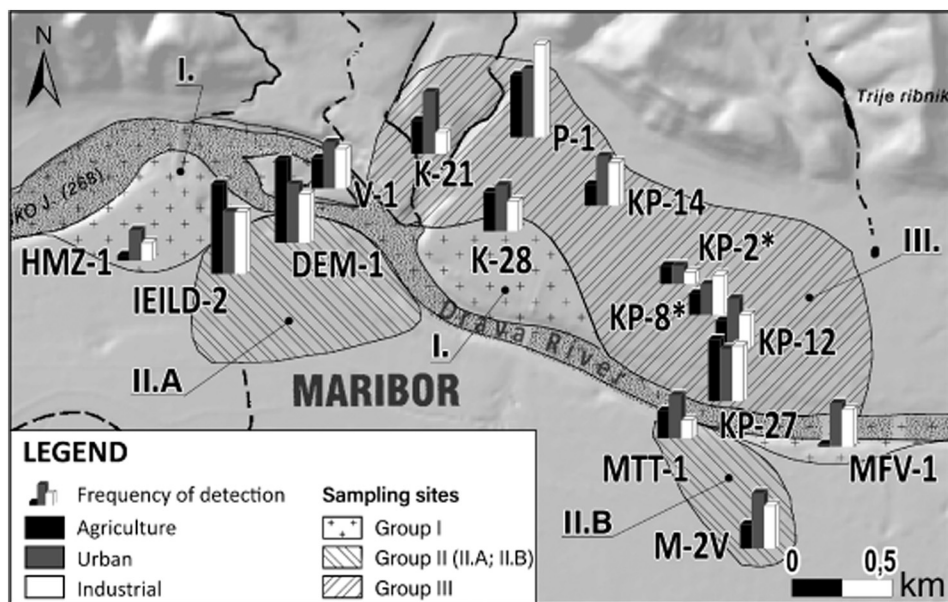 N
I.
Trije ribnik
P-1
K-21
V-1
KP-14
OKO J. (268)
HMZ-1
IEILD-2
DEM-1
K-28
KP-2*
III.
KP-8*
Drava River
I.
KP-12
II.A
MARIBOR
KP-27
MTT-1
MFV-1
II.B
M-2V
LEGEND
Frequency of detection
Agriculture
Urban
Industrial
Sampling sites
Group I
Group II (II.A; II.B)
Group III
0 0,5
km